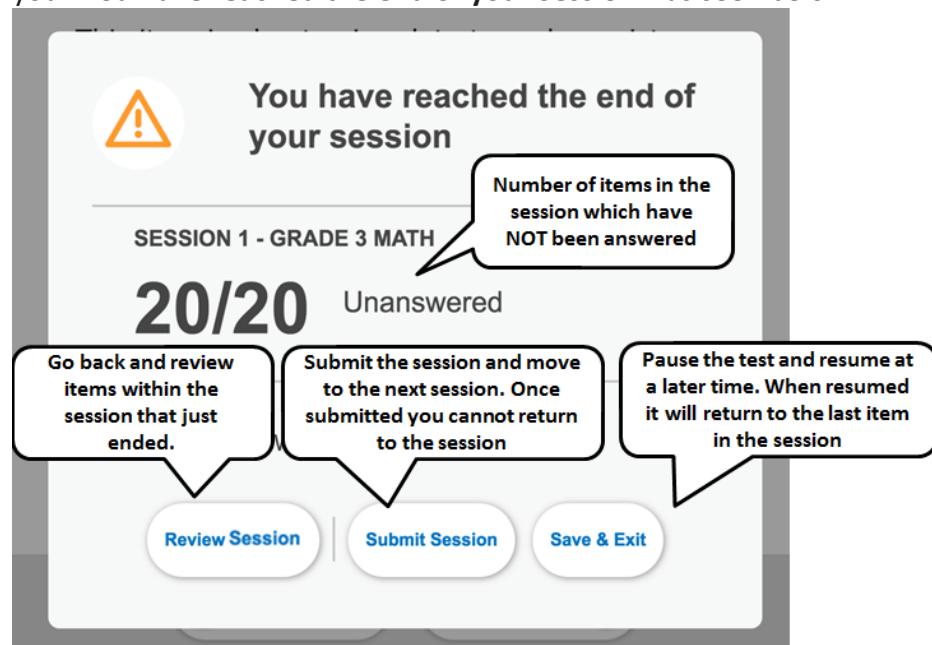 You have reached the end of
your session
Number of items in the
session which have
NOT been answered
SESSION 1 - GRADE 3 MATH
20/20 Unanswered
Go back and review
items within the
session that just
ended.
Submit the session and move
to the next session. Once
submitted you cannot return
to the session
Pause the test and resume at
a later time. When resumed
it will return to the last item
in the session
Review Session
Submit Session
Save & Exit